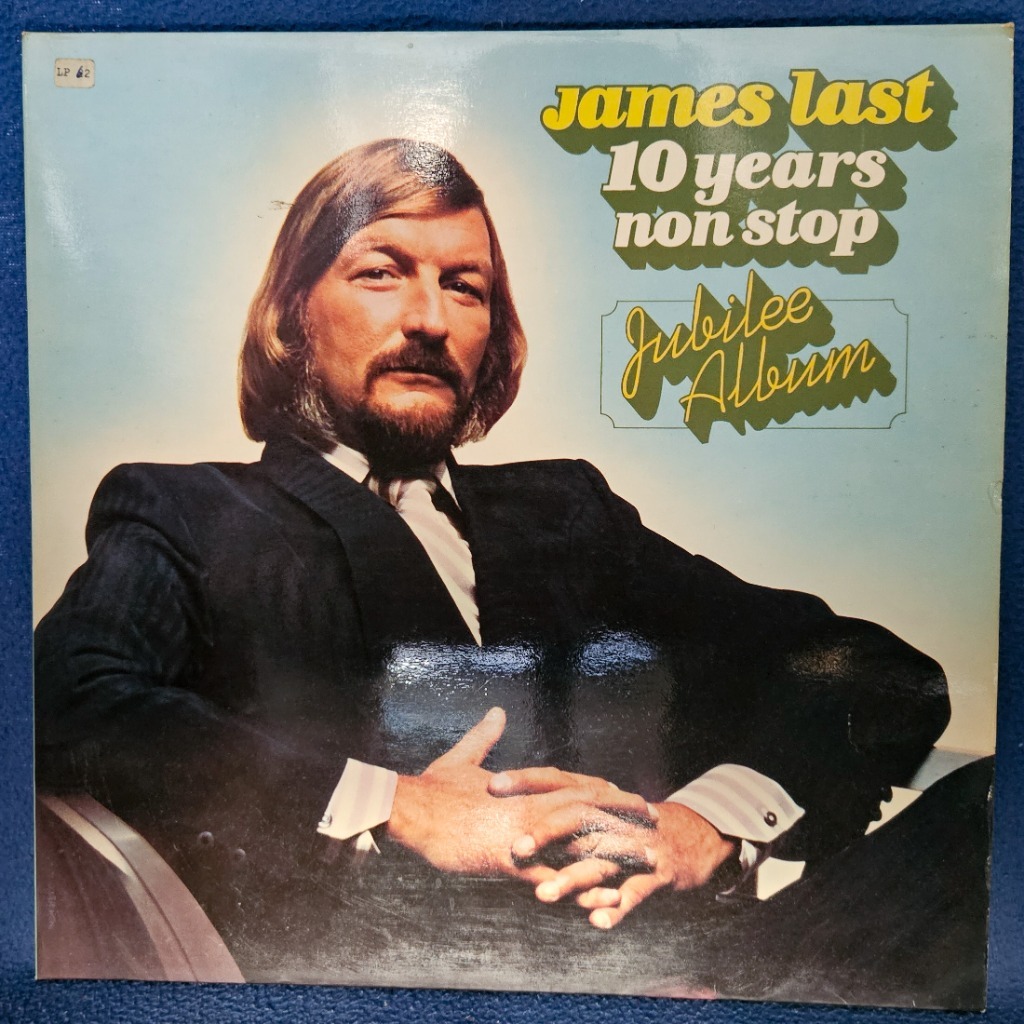 LP 62
james last
10 years
non stop
Jubilee
Album